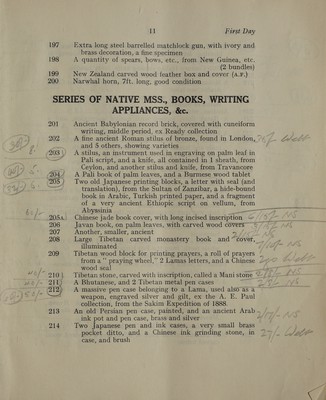 11 First Day
197 Extra long steel barrelled matchlock gun, with ivory and
brass decoration, a fine specimen
198 A quantity of spears, bows, etc., from New Guinea, etc.
(2 bundles)
199 New Zealand carved wood feather box and cover (A.F.)
200 Narwhal horn, 7ft. long, good condition
SERIES OF NATIVE MSS., BOOKS, WRITING
APPLIANCES, &c.
201 Ancient Babylonian record brick, covered with cuneiform
writing, middle period, ex Ready collection
202 A fine ancient Roman stilus of bronze, found in London,
and 5 others, showing varieties
203 A stilus, an instrument used in engraving on palm leaf in
Pali script, and a knife, all contained in 1 sheath, from
Ceylon, and another stilus and knife, from Travancore
204 A Pali book of palm leaves, and a Burmese wood tablet
205 Two old Japanese printing blocks, a letter with seal (and
translation), from the Sultan of Zanzibar, a hide-bound
book in Arabic, Turkish printed paper, and a fragment
of a very ancient Ethiopic script on vellum, from
Abyssinia
205A Chinese jade book cover, with long incised inscription
206 Javan book, on palm leaves, with carved wood covers
207 Another, smaller, ancient
208 Large Tibetan carved monastery book and cover,
illuminated
209 Tibetan wood block for printing prayers, a roll of prayers
from a " praying wheel," 2 Lamas letters, and a Chinese
wood seal
210 Tibetan stone, carved with inscription, called a Mani stone
211 A Bhutanese, and 2 Tibetan metal pen cases
212 A massive pen case belonging to a Lama, used also as a
weapon, engraved silver and gilt, ex the A. E. Paul
collection, from the Sakim Expedition of 1888
213 An old Persian pen case, painted, and an ancient Arab
ink pot and pen case, brass and silver
214 Two Japanese pen and ink cases, a very small brass
pocket ditto, and a Chinese ink grinding stone, in
case, and brush